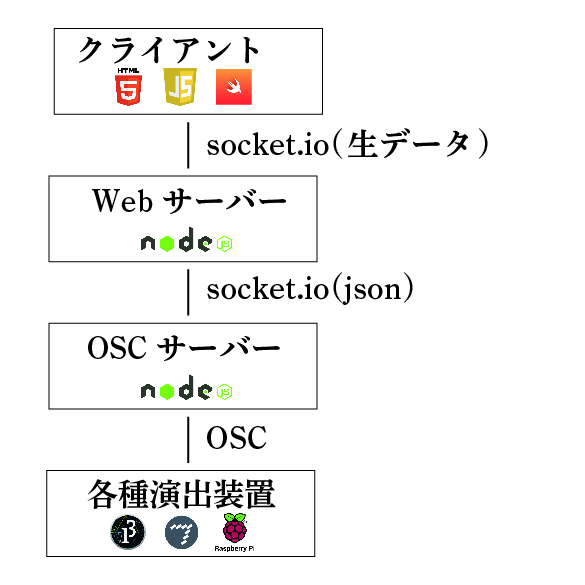 クライアント
HTML
5
JS
socket.io(生データ)
Web サーバー
node
JS
socket.io(json)
OSC サーバー
node
JS
OSC
各種演出装置
Raspberry Pi